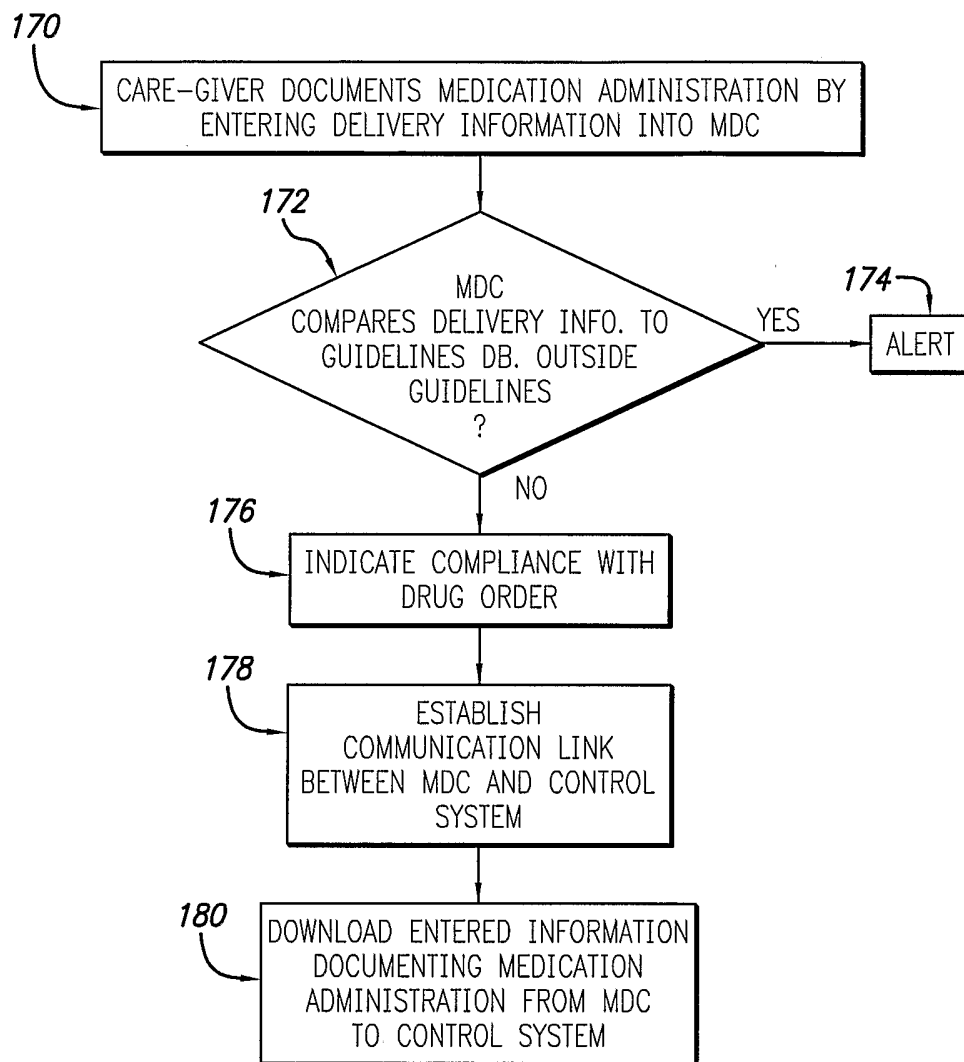 170
CARE-GIVER DOCUMENTS MEDICATION ADMINISTRATION BY
ENTERING DELIVERY INFORMATION INTO MDC
172
MDC
COMPARES DELIVERY INFO. TO
GUIDELINES DB. OUTSIDE
GUIDELINES
?
YES
174
ALERT
NO
176
INDICATE COMPLIANCE WITH
DRUG ORDER
178
ESTABLISH
COMMUNICATION LINK
BETWEEN MDC AND CONTROL
SYSTEM
180
DOWNLOAD ENTERED INFORMATION
DOCUMENTING MEDICATION
ADMINISTRATION FROM MDC
TO CONTROL SYSTEM